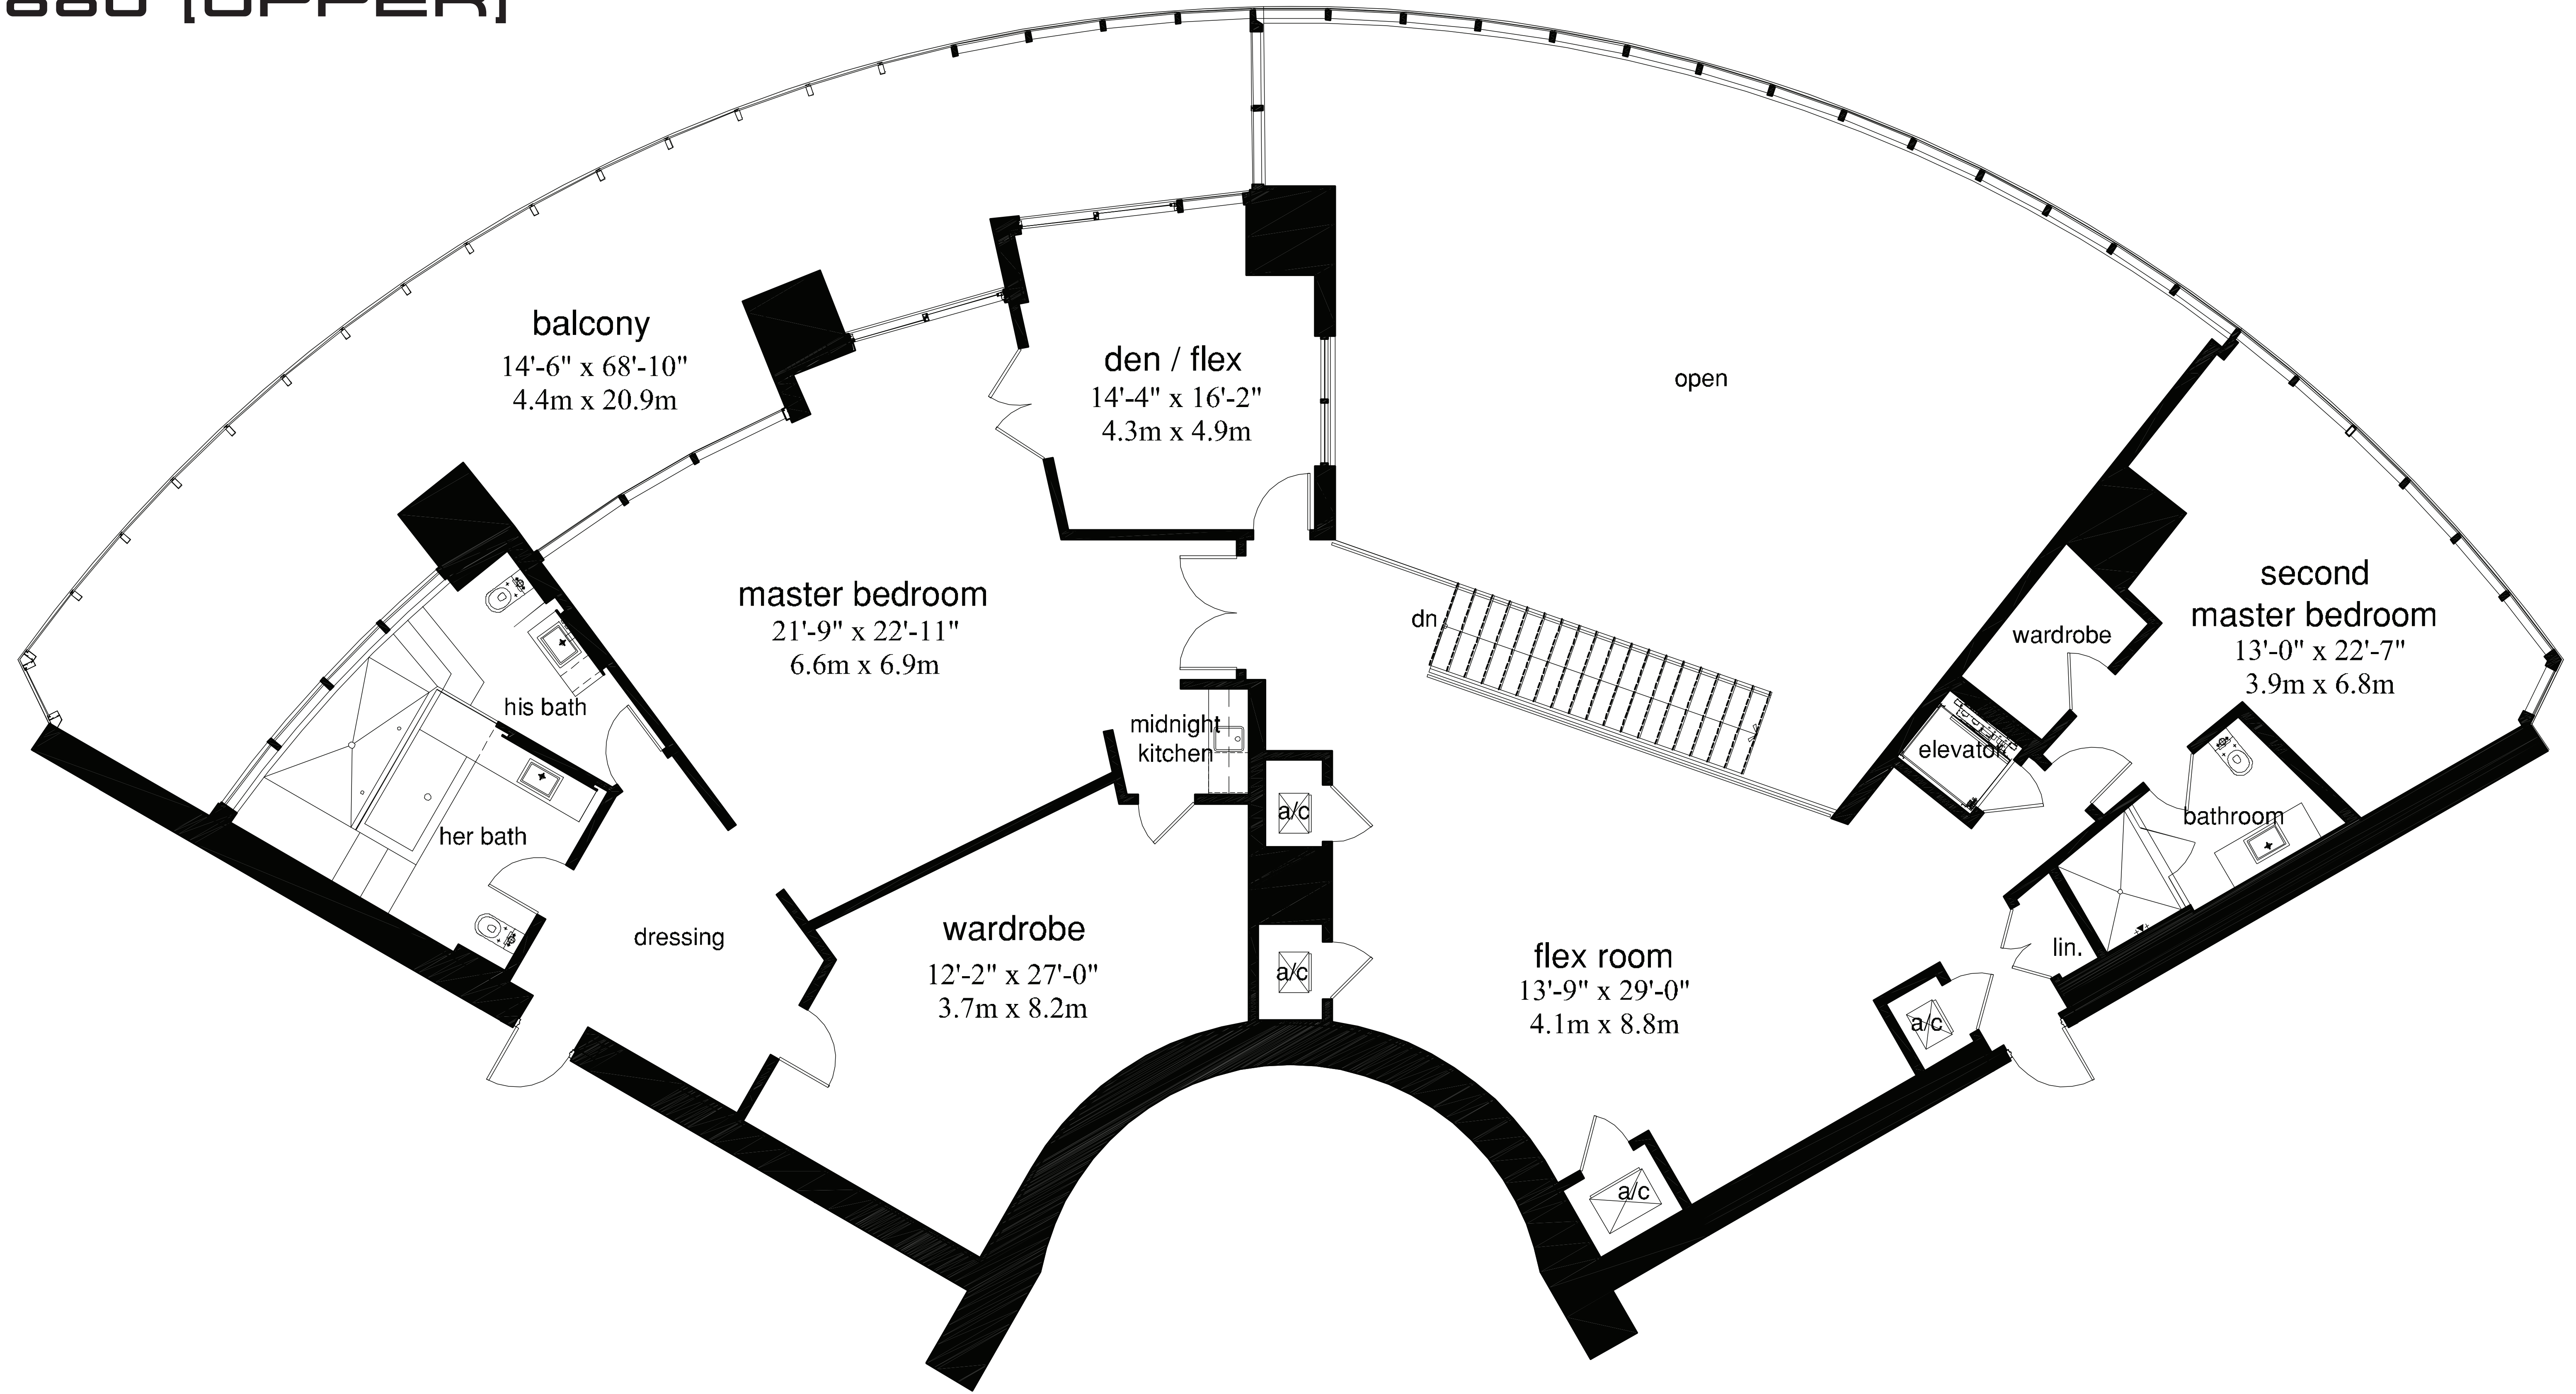 [UPPER]
balcony
14'-6" x 68'-10"
4.4m x 20.9m
den / flex
14'-4" x 16'-2"
4.3m x 4.9m
open
master bedroom
21'-9" x 22'-11"
6.6m x 6.9m
dn
second
master bedroom
13'-0" x 22'-7"
3.9m x 6.8m
wardrobe
elevator
his bath
midnight
kitchen
her bath
a/c
bathroom
dressing
wardrobe
12'-2" x 27'-0"
3.7m x 8.2m
a/c
flex room
13'-9" x 29'-0"
4.1m x 8.8m
lin.
a/c
a/c